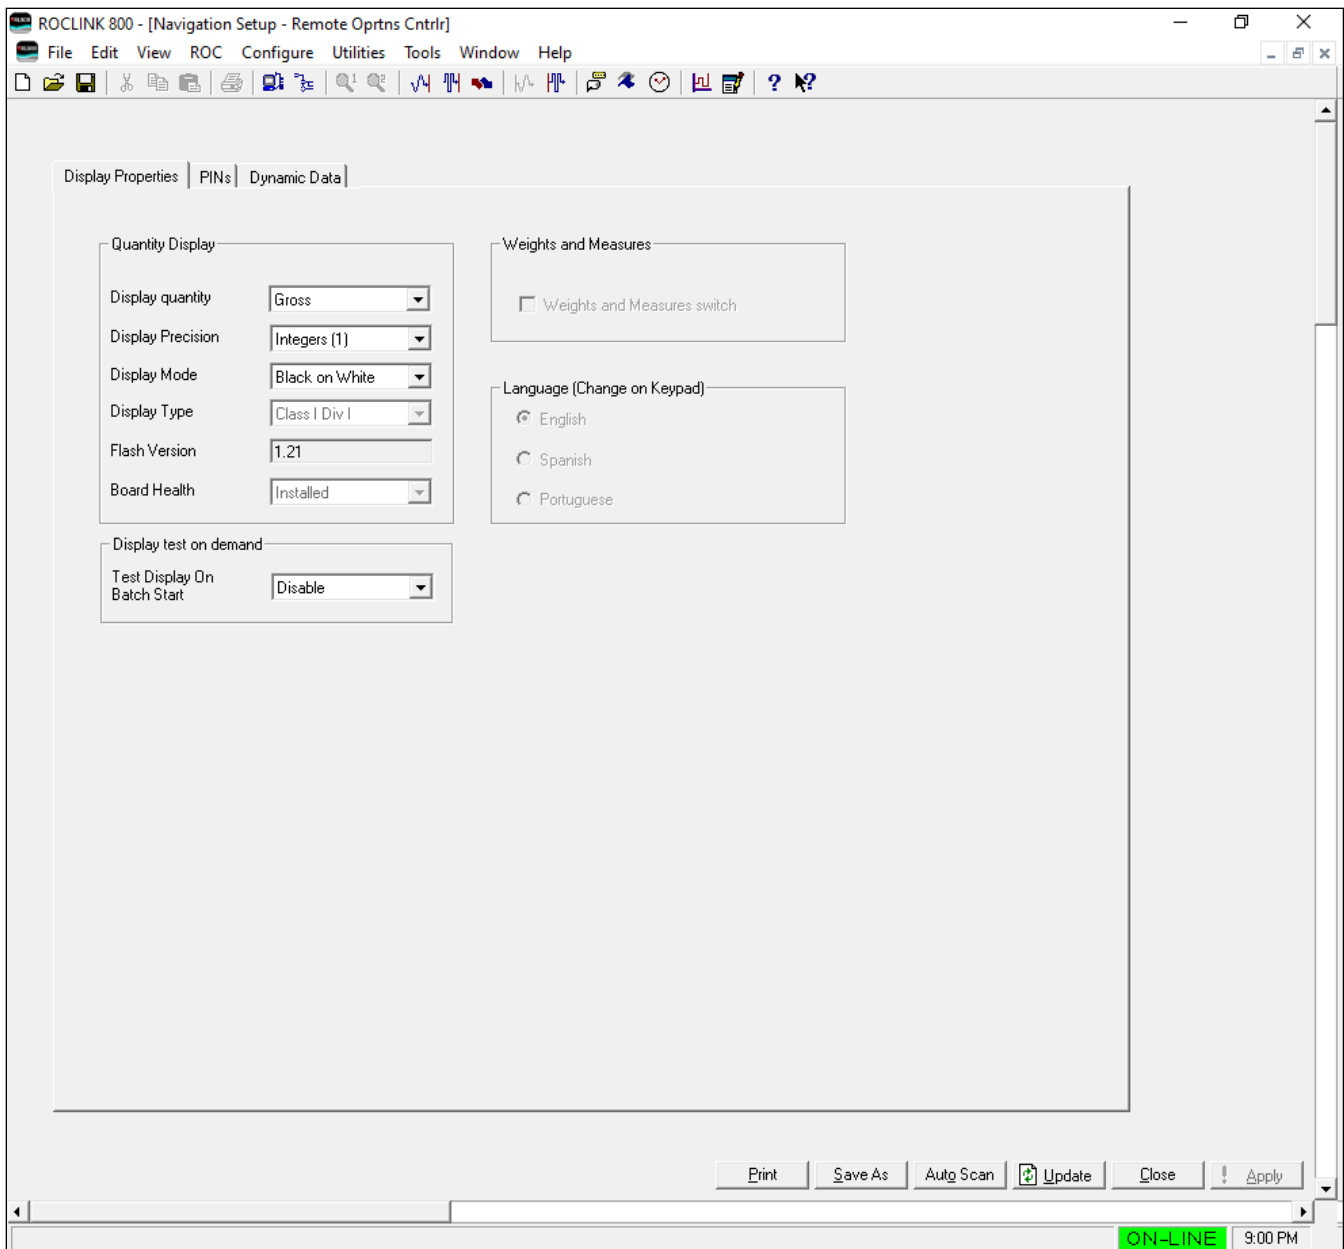 ROCLINK 800 - [Navigation Setup - Remote Oprtns Cntrlr]
File Edit View ROC Configure Utilities Tools Window Help
Display Properties PINs Dynamic Data
Quantity Display
Display quantity Gross
Display Precision Integers (1)
Display Mode Black on White
Display Type Class I Div I
Flash Version 1.21
Board Health Installed
Display test on demand
Test Display On
Batch Start Disable
Weights and Measures
Weights and Measures switch
Language (Change on Keypad)
English
Spanish
Portuguese
Print Save As Auto Scan Update Close ! Apply
ON-LINE 9:00 PM